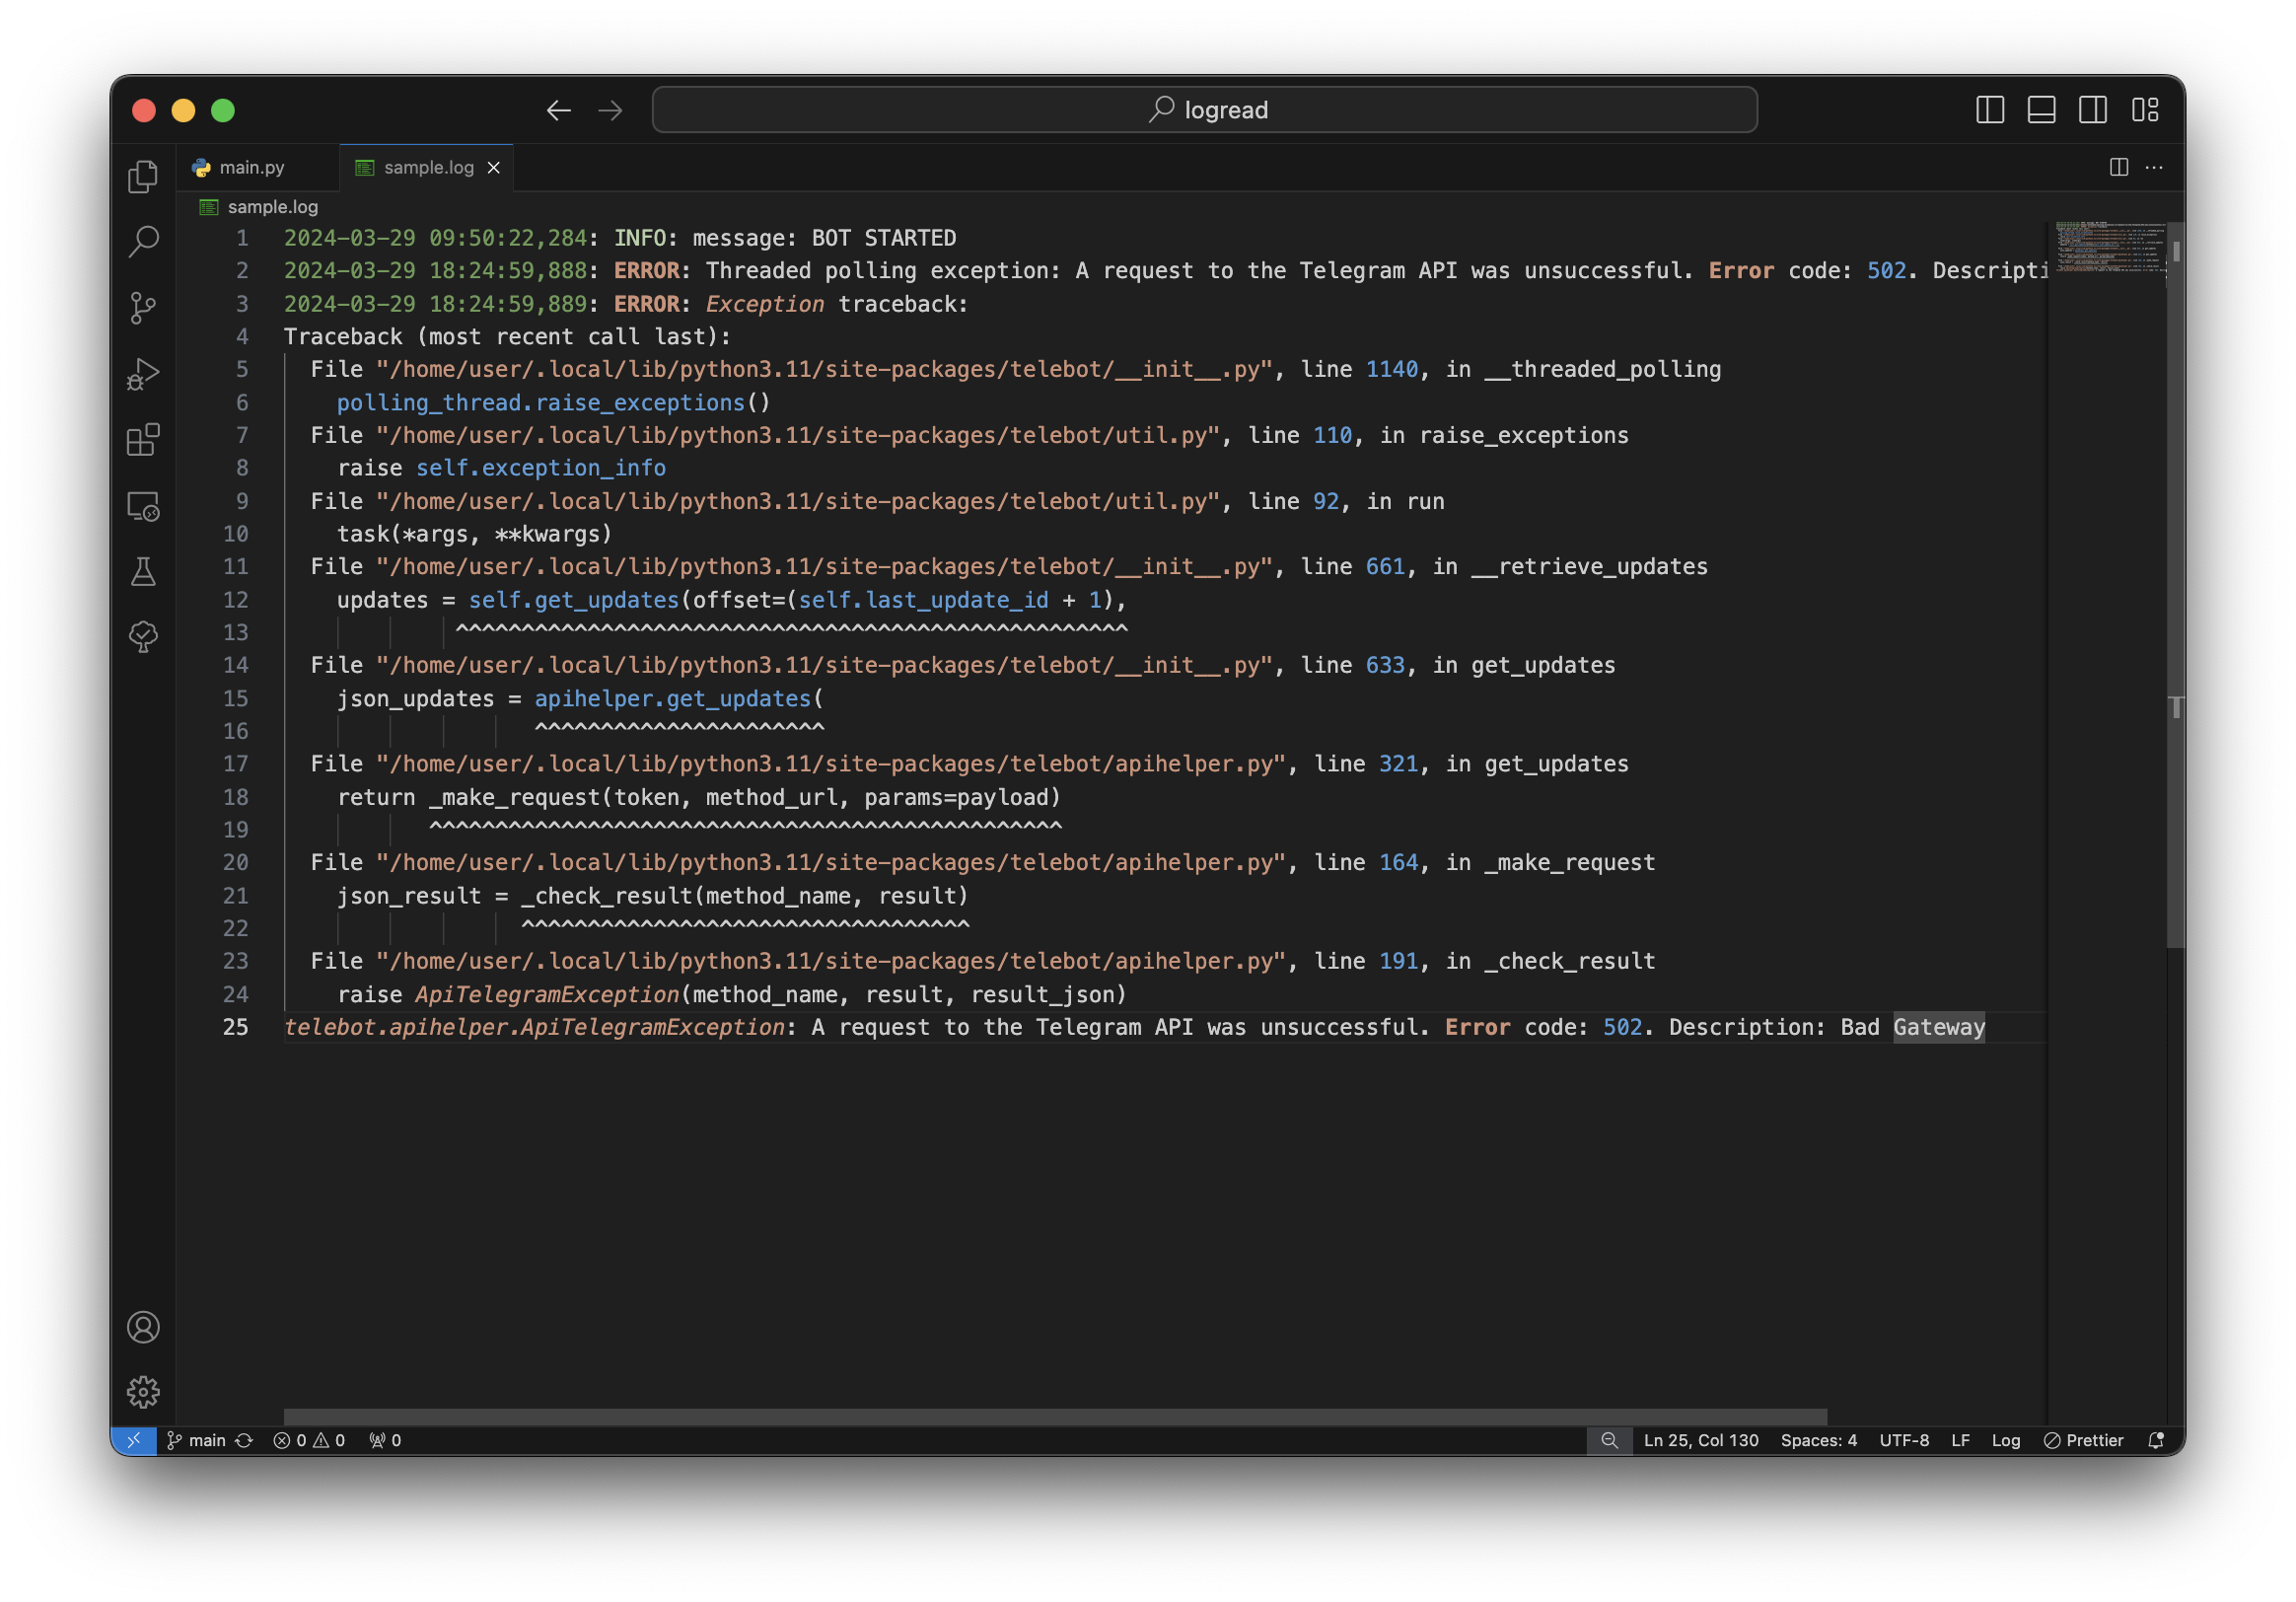 logread
main.py
sample.log
sample.log
1 2024-03-29 09:50:22,284: INFO: message: BOT STARTED
2 2024-03-29 18:24:59,888: ERROR: Threaded polling exception: A request to the Telegram API was unsuccessful. Error code: 502. Descripti
3 2024-03-29 18:24:59,889: ERROR: Exception traceback:
4 Traceback (most recent call last):
5   File "/home/user/.local/lib/python3.11/site-packages/telebot/__init__.py", line 1140, in __threaded_polling
6     polling_thread.raise_exceptions()
7   File "/home/user/.local/lib/python3.11/site-packages/telebot/util.py", line 110, in raise_exceptions
8     raise self.exception_info
9   File "/home/user/.local/lib/python3.11/site-packages/telebot/util.py", line 92, in run
10     task(*args, **kwargs)
11   File "/home/user/.local/lib/python3.11/site-packages/telebot/__init__.py", line 661, in __retrieve_updates
12     updates = self.get_updates(offset=(self.last_update_id + 1),
13              ^^^^^^^^^^^^^^^^^^^^^^^^^^^^^^^^^^^^^^^^^^^^^^^^^^^
14   File "/home/user/.local/lib/python3.11/site-packages/telebot/__init__.py", line 633, in get_updates
15     json_updates = apihelper.get_updates(
16                    ^^^^^^^^^^^^^^^^^^^^^^
17   File "/home/user/.local/lib/python3.11/site-packages/telebot/apihelper.py", line 321, in get_updates
18     return _make_request(token, method_url, params=payload)
19            ^^^^^^^^^^^^^^^^^^^^^^^^^^^^^^^^^^^^^^^^^^^^^^^^
20   File "/home/user/.local/lib/python3.11/site-packages/telebot/apihelper.py", line 164, in _make_request
21     json_result = _check_result(method_name, result)
22                   ^^^^^^^^^^^^^^^^^^^^^^^^^^^^^^^^^^
23   File "/home/user/.local/lib/python3.11/site-packages/telebot/apihelper.py", line 191, in _check_result
24     raise ApiTelegramException(method_name, result, result_json)
25 telebot.apihelper.ApiTelegramException: A request to the Telegram API was unsuccessful. Error code: 502. Description: Bad Gateway
main 0 0 0 Ln 25, Col 130 Spaces: 4 UTF-8 LF Log Prettier